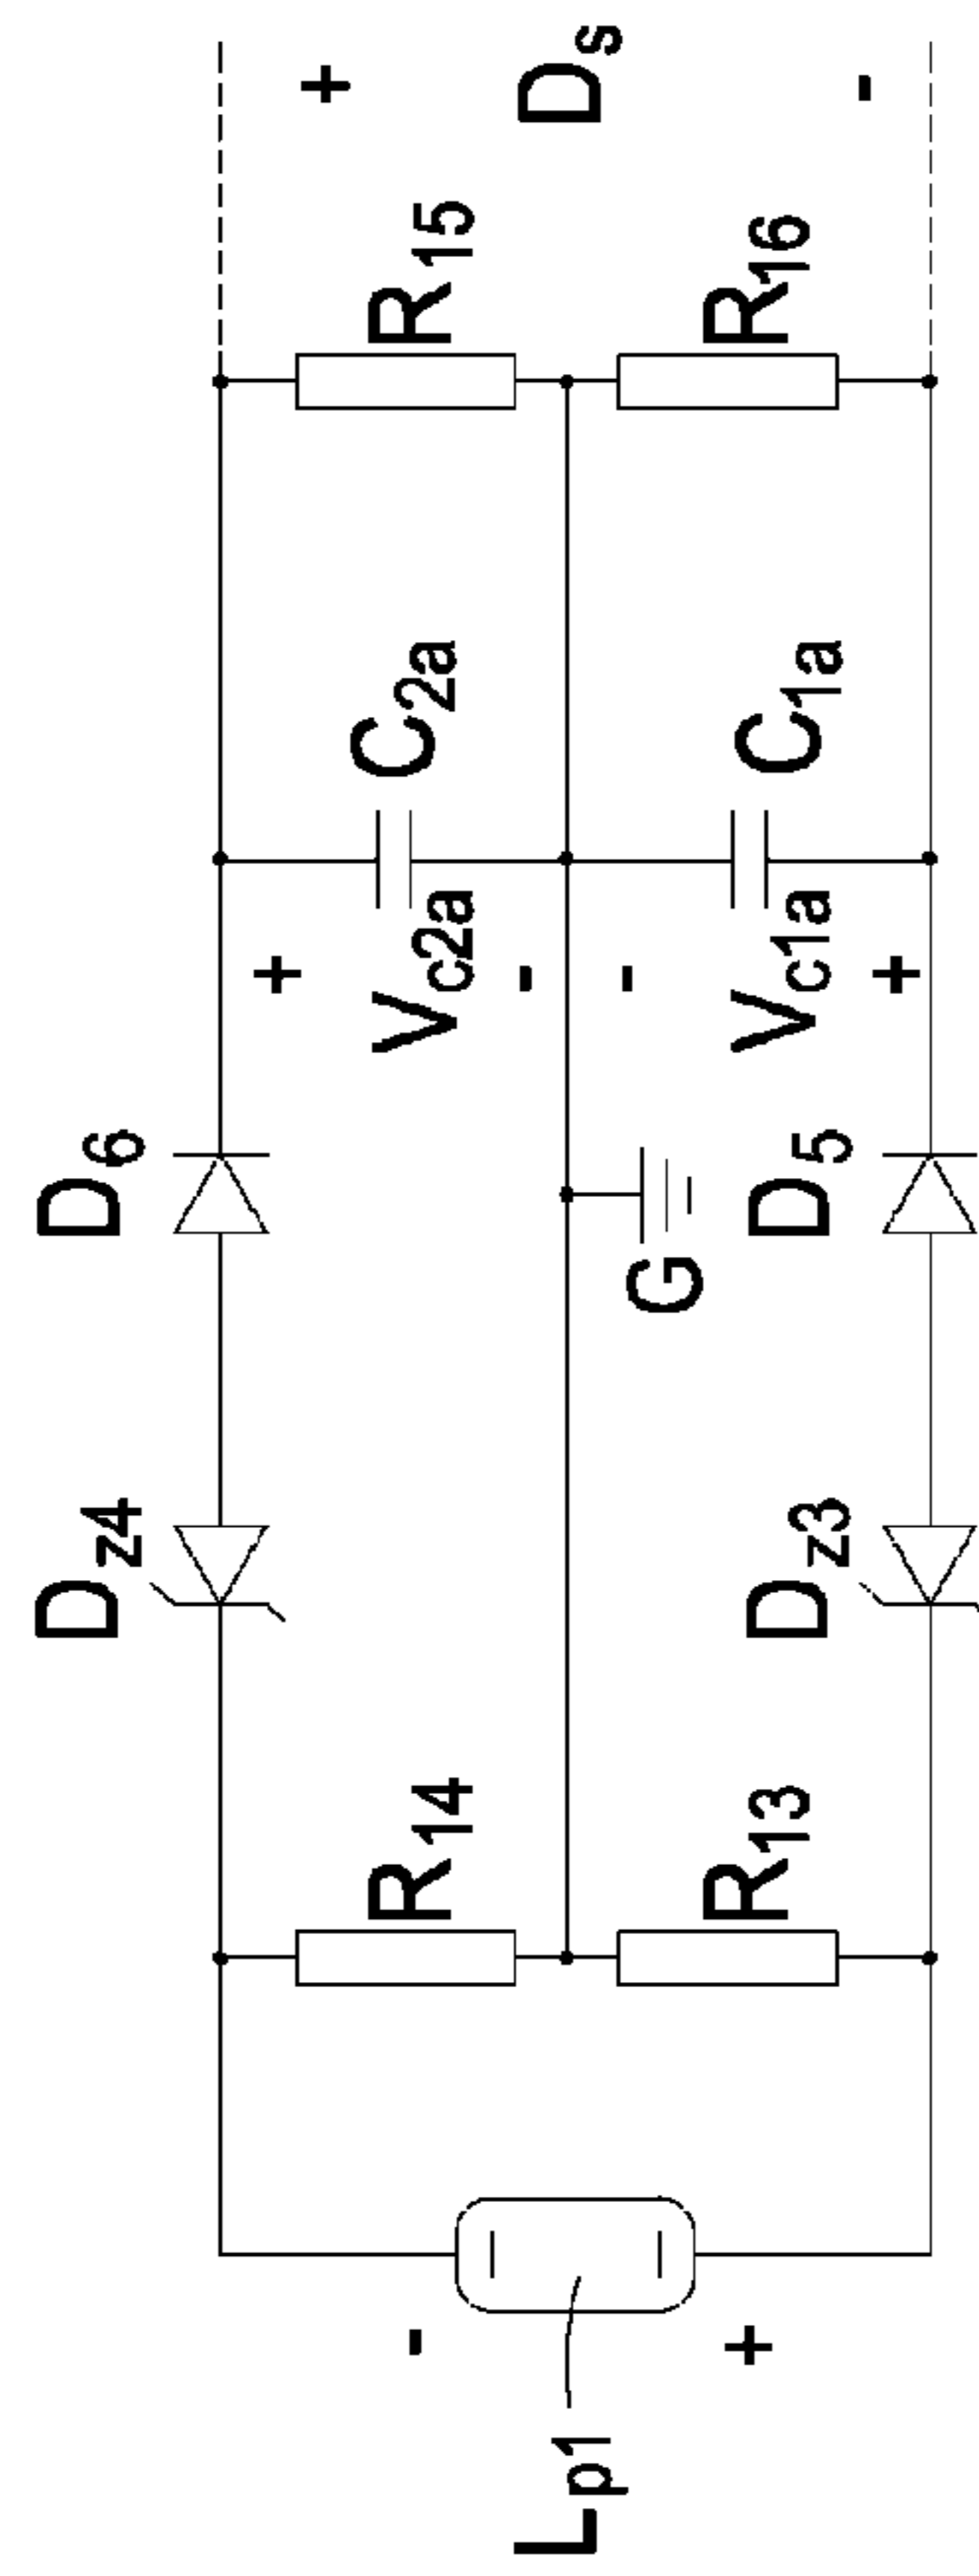 Dz4 D6
+ +
- R14 Vc2a C2a R15
-
Lp1 Ds
-
G
+ R13 Vc1a C1a R16
Dz3 D5
+ -